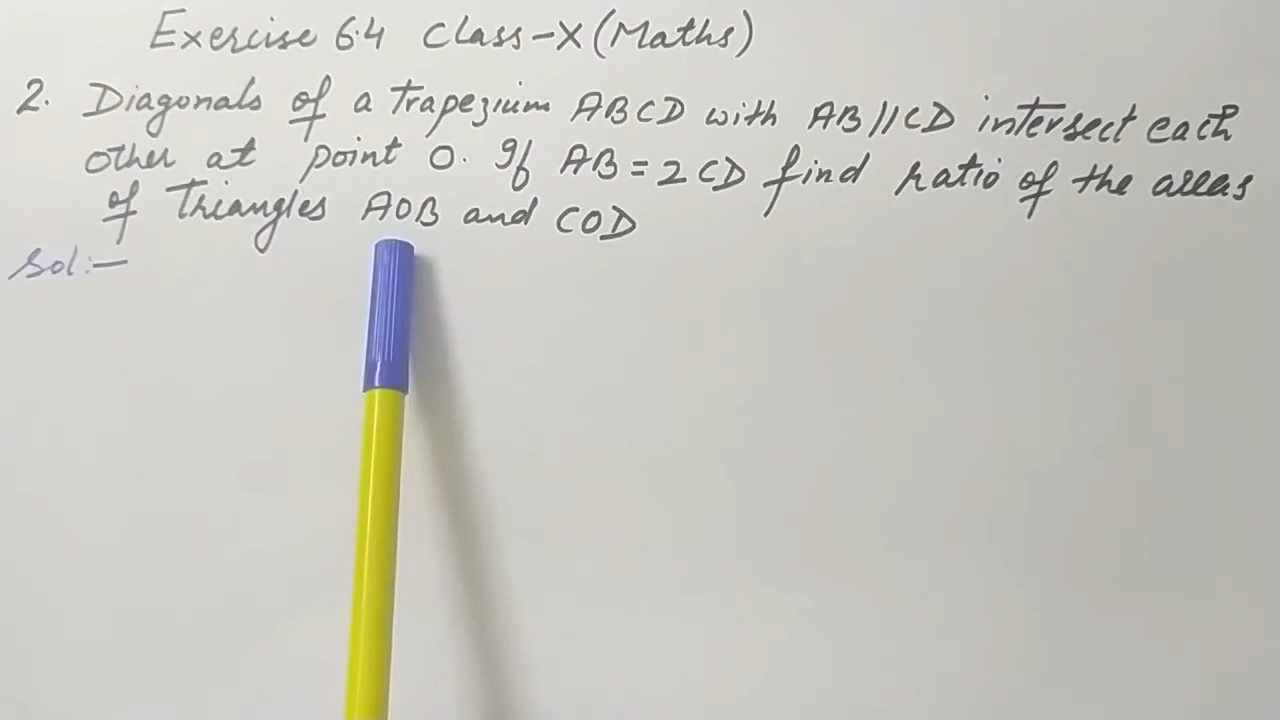 Exercise 6.4 Class-X (Maths)
2. Diagonals of a trapezium ABCD with AB//CD intersect each
other at point O. If AB=2CD find ratio of the areas
of Triangles AOB and COD
Sol:-